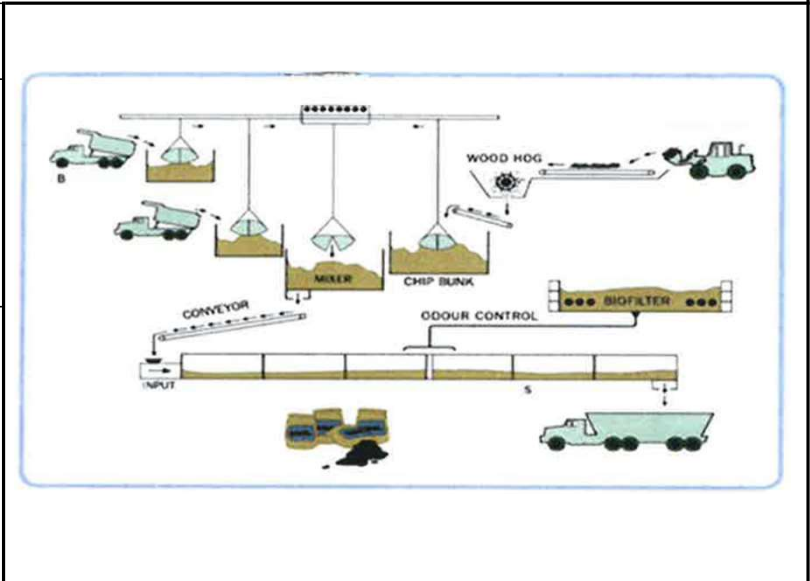 WOOD HOG
B
MIXER
CHIP BUNK
BIOFILTER
CONVEYOR
ODOUR CONTROL
INPUT
S